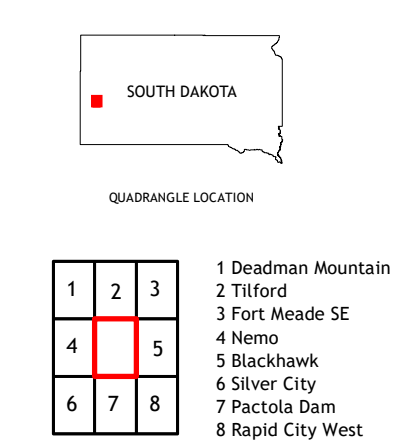 SOUTH DAKOTA
QUADRANGLE LOCATION
1 2 3
4 5
6 7 8
1 Deadman Mountain
2 Tilford
3 Fort Meade SE
4 Nemo
5 Blackhawk
6 Silver City
7 Pactola Dam
8 Rapid City West